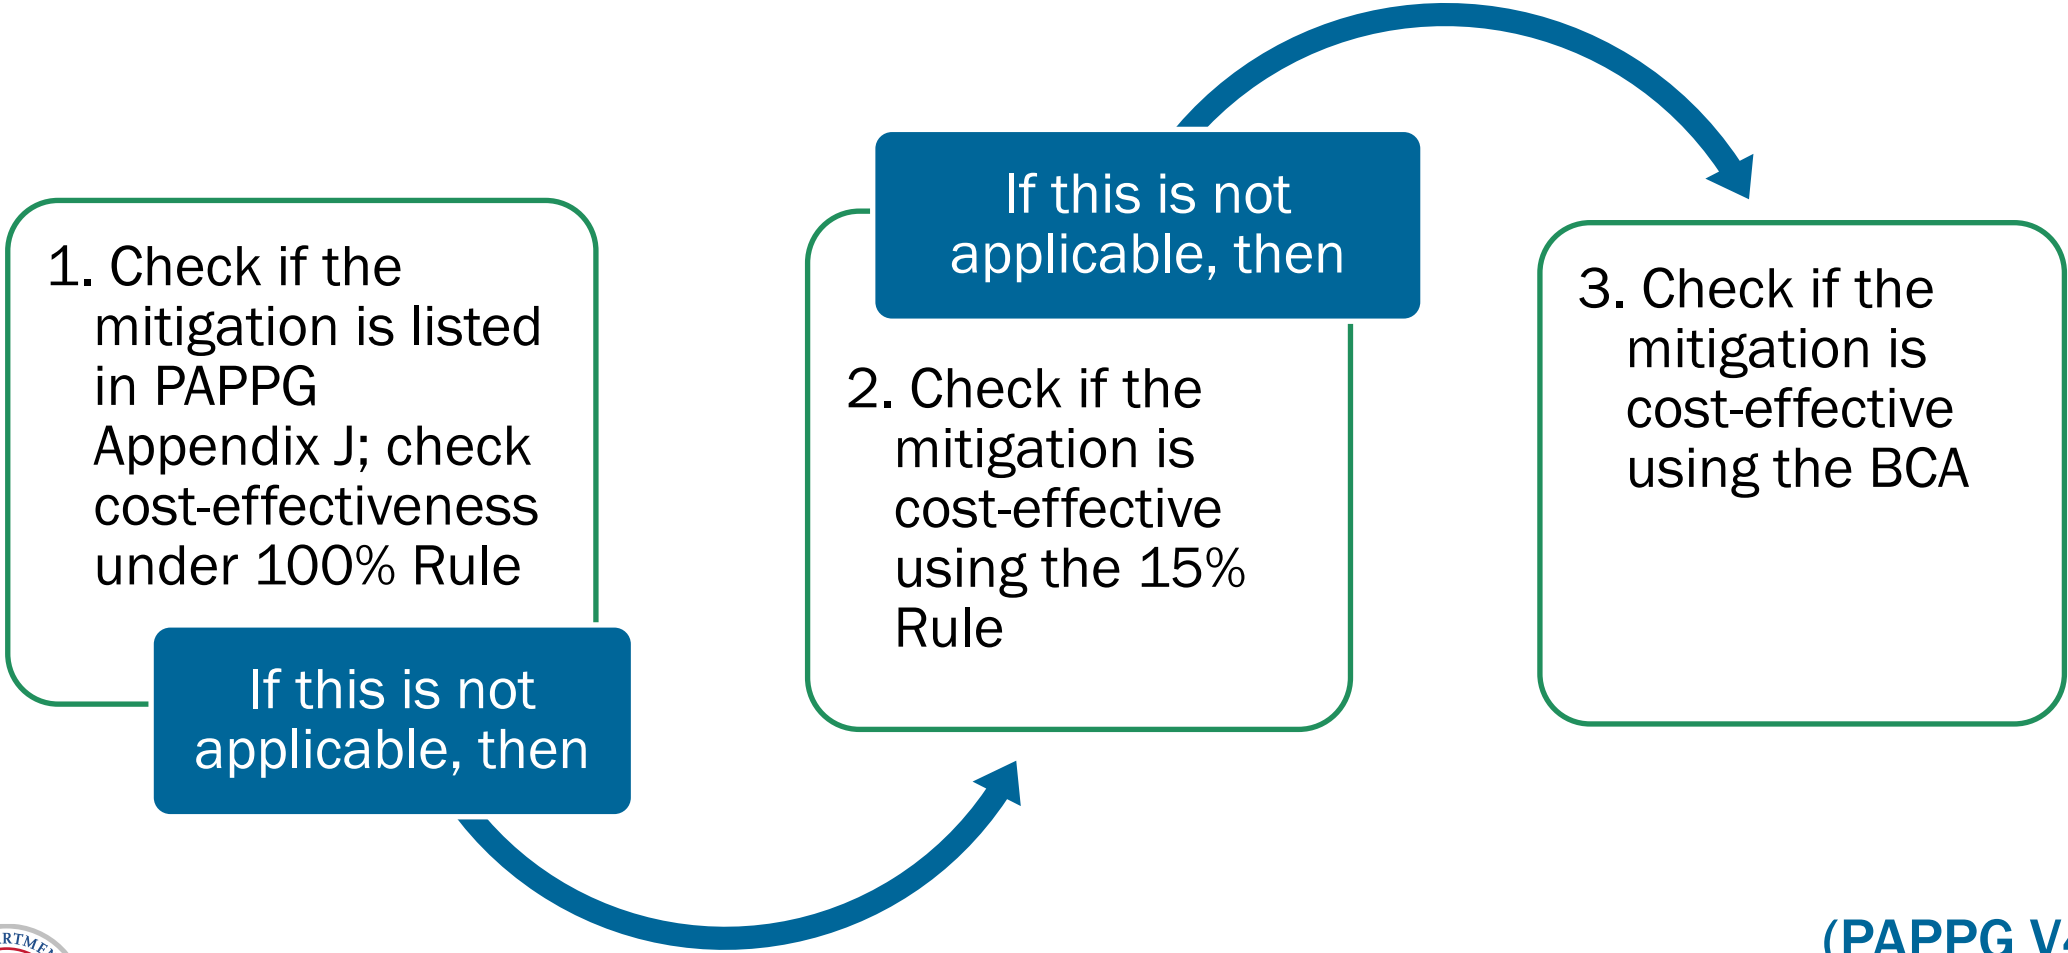 1. Check if the
mitigation is listed
in PAPPG
Appendix J; check
cost-effectiveness
under 100% Rule
If this is not
applicable, then
If this is not
applicable, then
2. Check if the
mitigation is
cost-effective
using the 15%
Rule
3. Check if the
mitigation is
cost-effective
using the BCA
(PAPPG